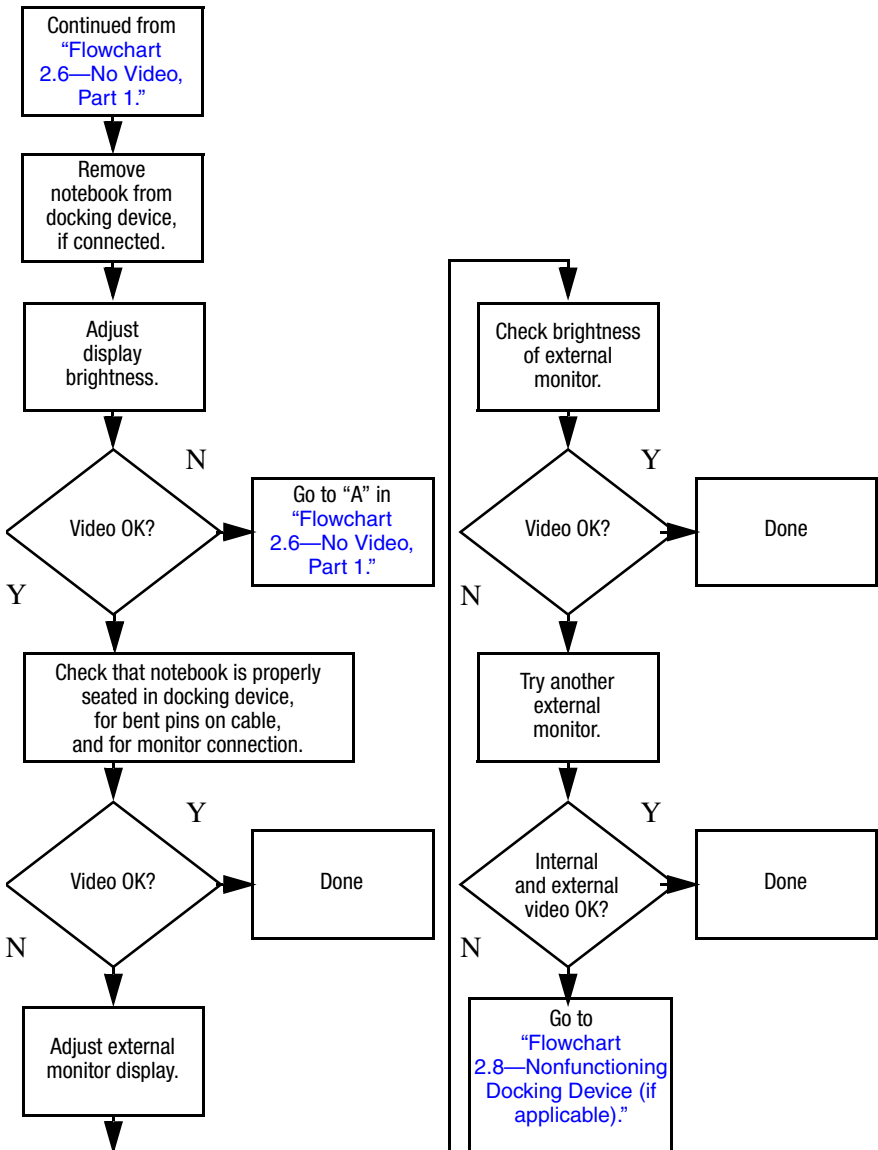 Continued from
“Flowchart
2.6—No Video,
Part 1.”
Remove
notebook from
docking device,
if connected.
Adjust
display
brightness.
N
Video OK?
Go to “A” in
“Flowchart
2.6—No Video,
Part 1.”
Y
Check that notebook is properly
seated in docking device,
for bent pins on cable,
and for monitor connection.
Y
Video OK?
Done
N
Adjust external
monitor display.
Check brightness
of external
monitor.
Y
Video OK?
Done
N
Try another
external
monitor.
Y
Internal
and external
video OK?
Done
N
Go to
“Flowchart
2.8—Nonfunctioning
Docking Device (if
applicable).”